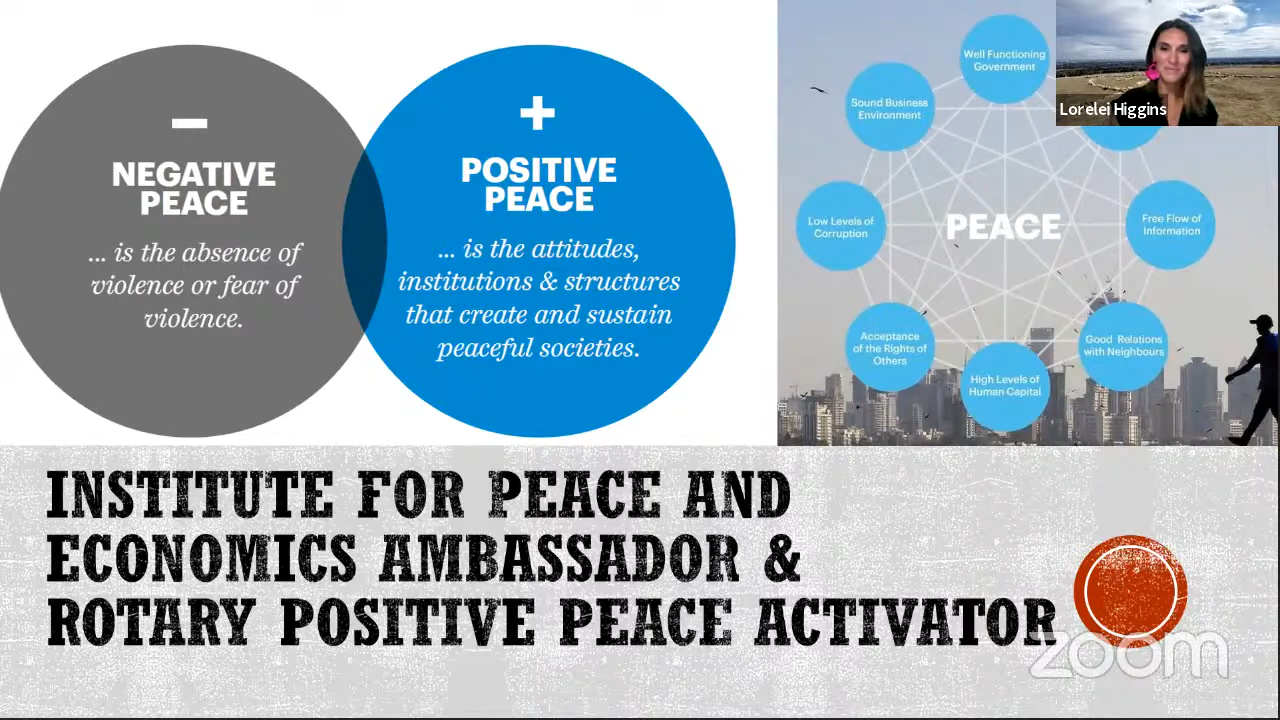 −
NEGATIVE
PEACE
... is the absence of
violence or fear of
violence.
+
POSITIVE
PEACE
... is the attitudes,
institutions & structures
that create and sustain
peaceful societies.
Well Functioning
Government
Sound Business
Environment
Low Levels of
Corruption
PEACE
Free Flow of
Information
Acceptance
of the Rights of
Others
Good Relations
with Neighbours
High Levels of
Human Capital
Lorelei Higgins
INSTITUTE FOR PEACE AND
ECONOMICS AMBASSADOR &
ROTARY POSITIVE PEACE ACTIVATOR
zoom